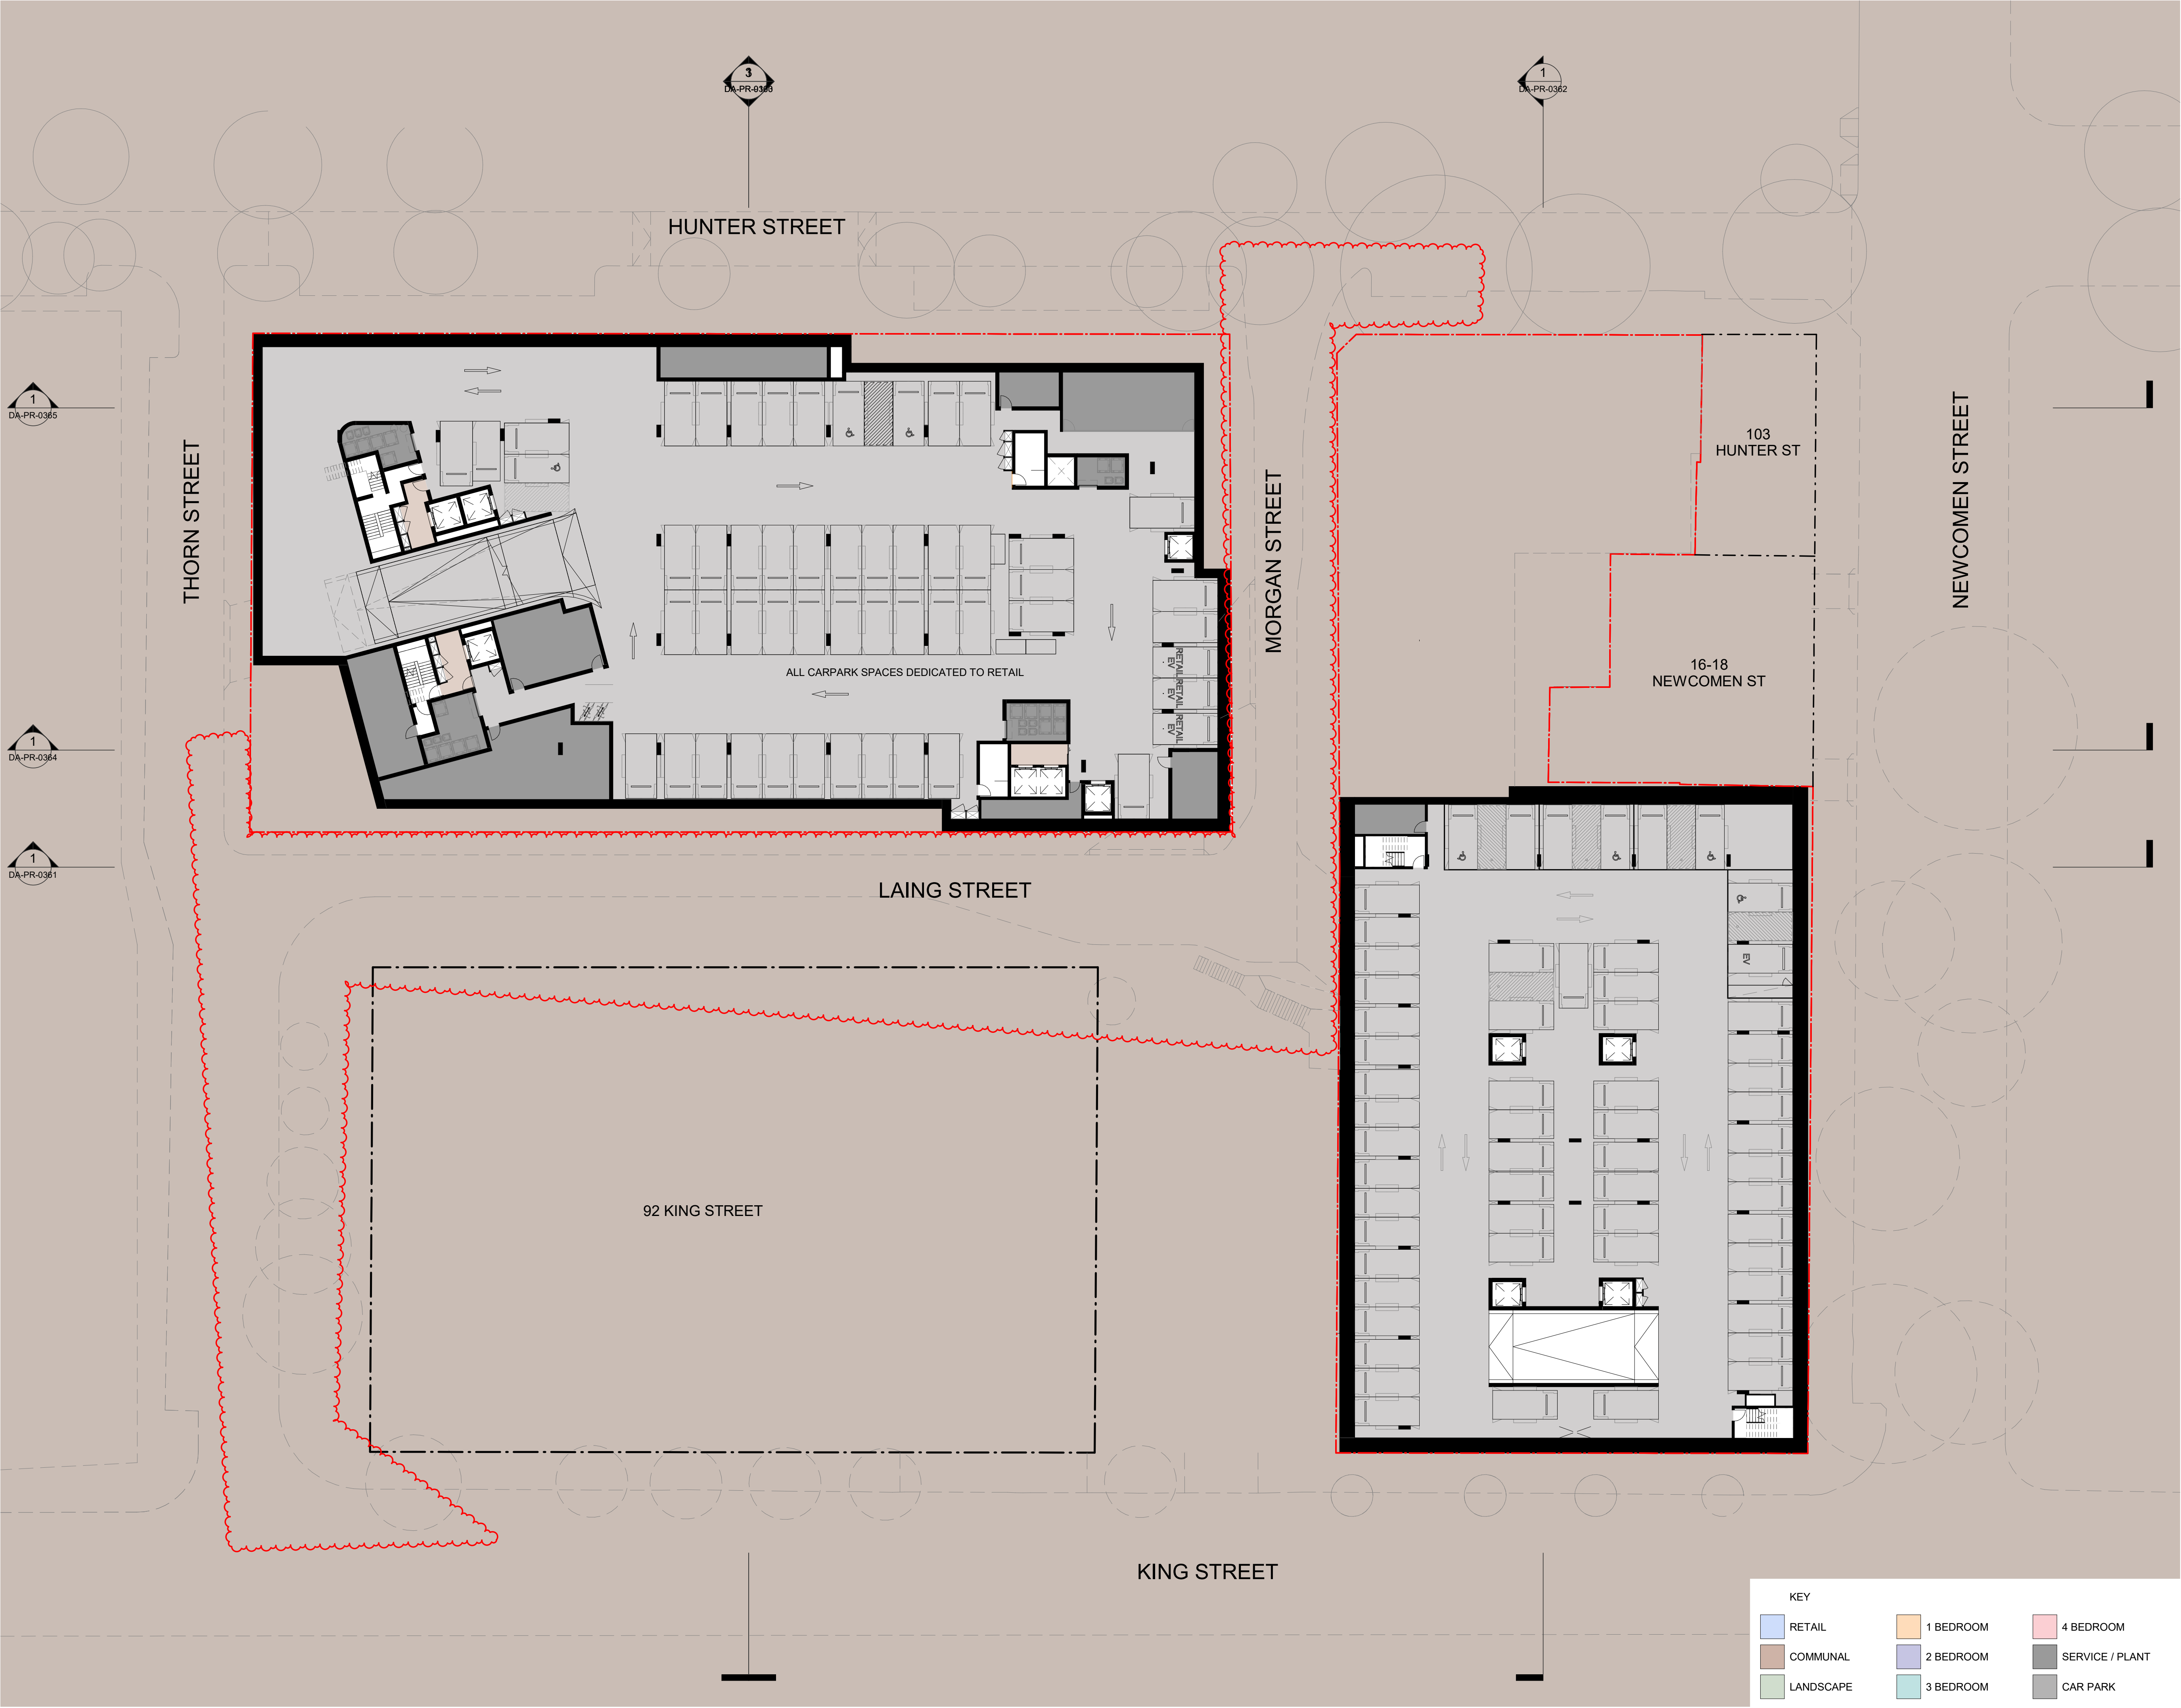 3
1
DA-PR-0362
HUNTER STREET
1
DA-PR-0365
103
HUNTER ST
THORN STREET
MORGAN STREET
NEWCOMEN STREET
ALL CARPARK SPACES DEDICATED TO RETAIL
RETAIL
EV
RETAIL
EV
RETAIL
EV
16-18
NEWCOMEN ST
1
DA-PR-0364
1
DA-PR-0361
LAING STREET
EV
92 KING STREET
KING STREET
KEY
RETAIL
COMMUNAL
LANDSCAPE
1 BEDROOM
2 BEDROOM
3 BEDROOM
4 BEDROOM
SERVICE / PLANT
CAR PARK